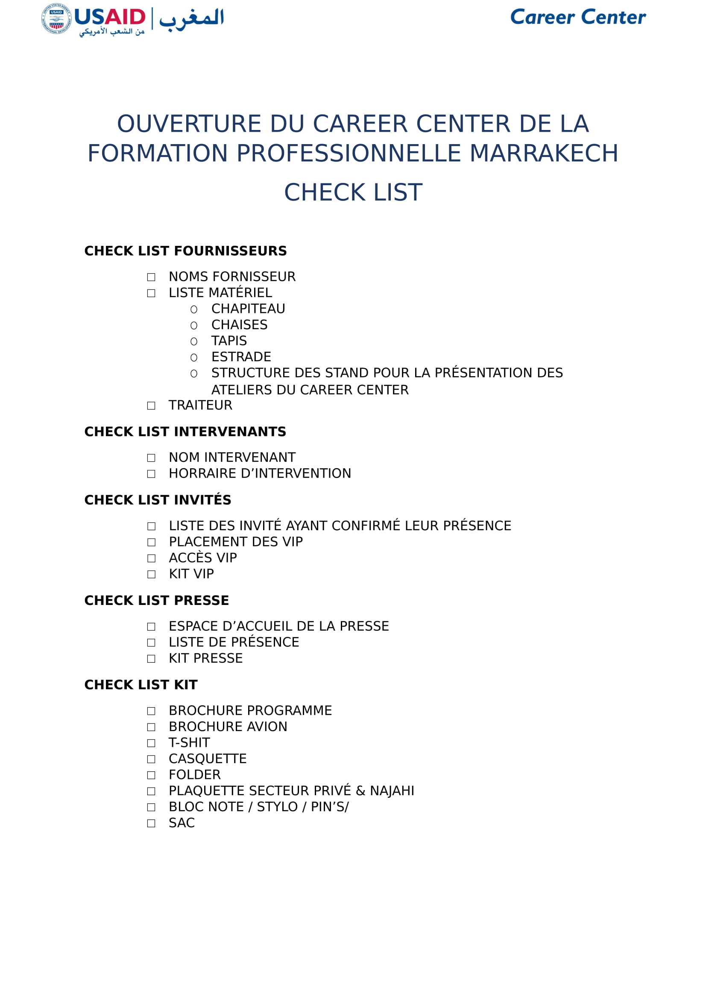 USAID | المغرب
من الشعب الأمريكي
Career Center
OUVERTURE DU CAREER CENTER DE LA
FORMATION PROFESSIONNELLE MARRAKECH
CHECK LIST
CHECK LIST FOURNISSEURS
☐ NOMS FORNISSEUR
☐ LISTE MATÉRIEL
O CHAPITEAU
O CHAISES
O TAPIS
O ESTRADE
O STRUCTURE DES STAND POUR LA PRÉSENTATION DES
ATELIERS DU CAREER CENTER
☐ TRAITEUR
CHECK LIST INTERVENANTS
☐ NOM INTERVENANT
☐ HORRAIRE D’INTERVENTION
CHECK LIST INVITÉS
☐ LISTE DES INVITÉ AYANT CONFIRMÉ LEUR PRÉSENCE
☐ PLACEMENT DES VIP
☐ ACCÈS VIP
☐ KIT VIP
CHECK LIST PRESSE
☐ ESPACE D’ACCUEIL DE LA PRESSE
☐ LISTE DE PRÉSENCE
☐ KIT PRESSE
CHECK LIST KIT
☐ BROCHURE PROGRAMME
☐ BROCHURE AVION
☐ T-SHIT
☐ CASQUETTE
☐ FOLDER
☐ PLAQUETTE SECTEUR PRIVÉ & NAJAHI
☐ BLOC NOTE / STYLO / PIN’S/
☐ SAC